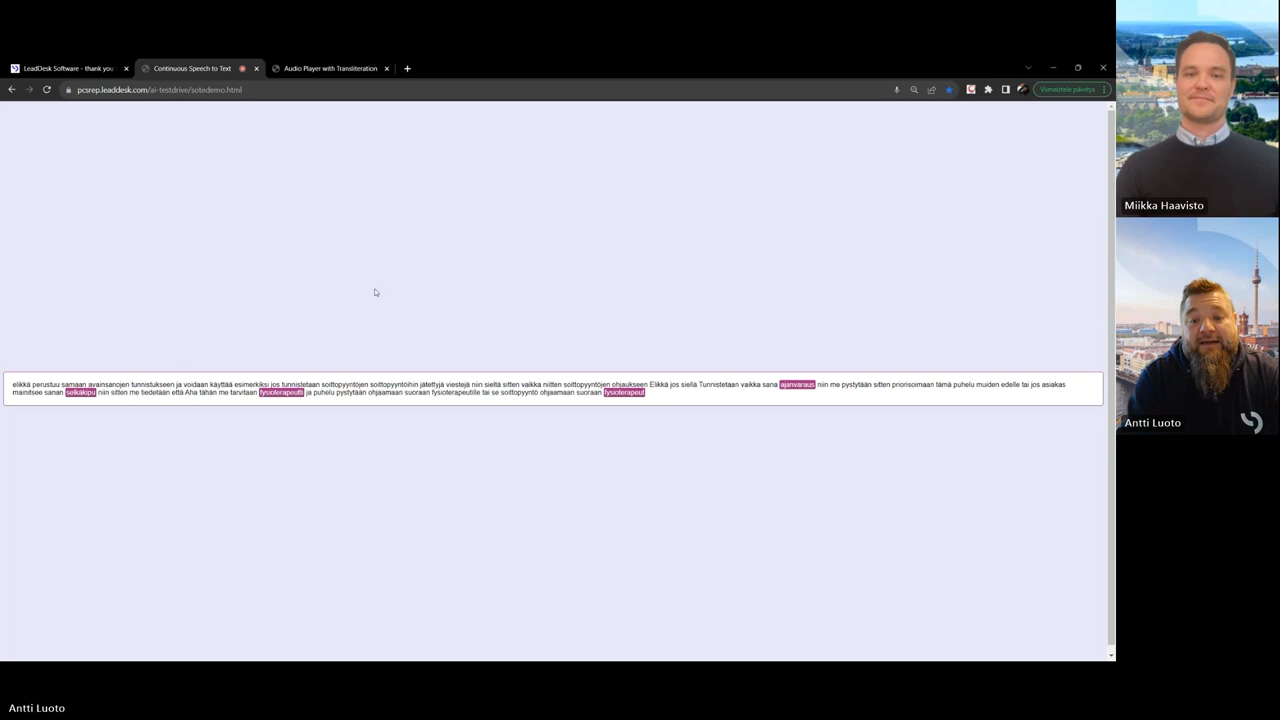 LeadDesk Software - thank you
Continuous Speech to Text
Audio Player with Transliteration
pcsrep.leaddesk.com/ai-testdrive/sotedemo.html
Viimeistele päivitys
elikkä perustuu samaan avainsanojen tunnistukseen ja voidaan käyttää esimerkiksi jos tunnistetaan soittopyyntöjen soittopyyntöihin jätettyjä viestejä niin sieltä sitten vaikka niitten soittopyyntöjen ohjaukseen Elikkä jos siellä Tunnistetaan vaikka sana ajanvaraus niin me pystytään sitten priorisoimaan tämä puhelu muiden edelle tai jos asiakas
mainitsee sanan selkäkipu niin sitten me tiedetään että Aha tähän me tarvitaan fysioterapeutti ja puhelu pystytään ohjaamaan suoraan fysioterapeutille tai se soittopyyntö ohjaamaan suoraan fysioterapeut
Miikka Haavisto
Antti Luoto
Antti Luoto